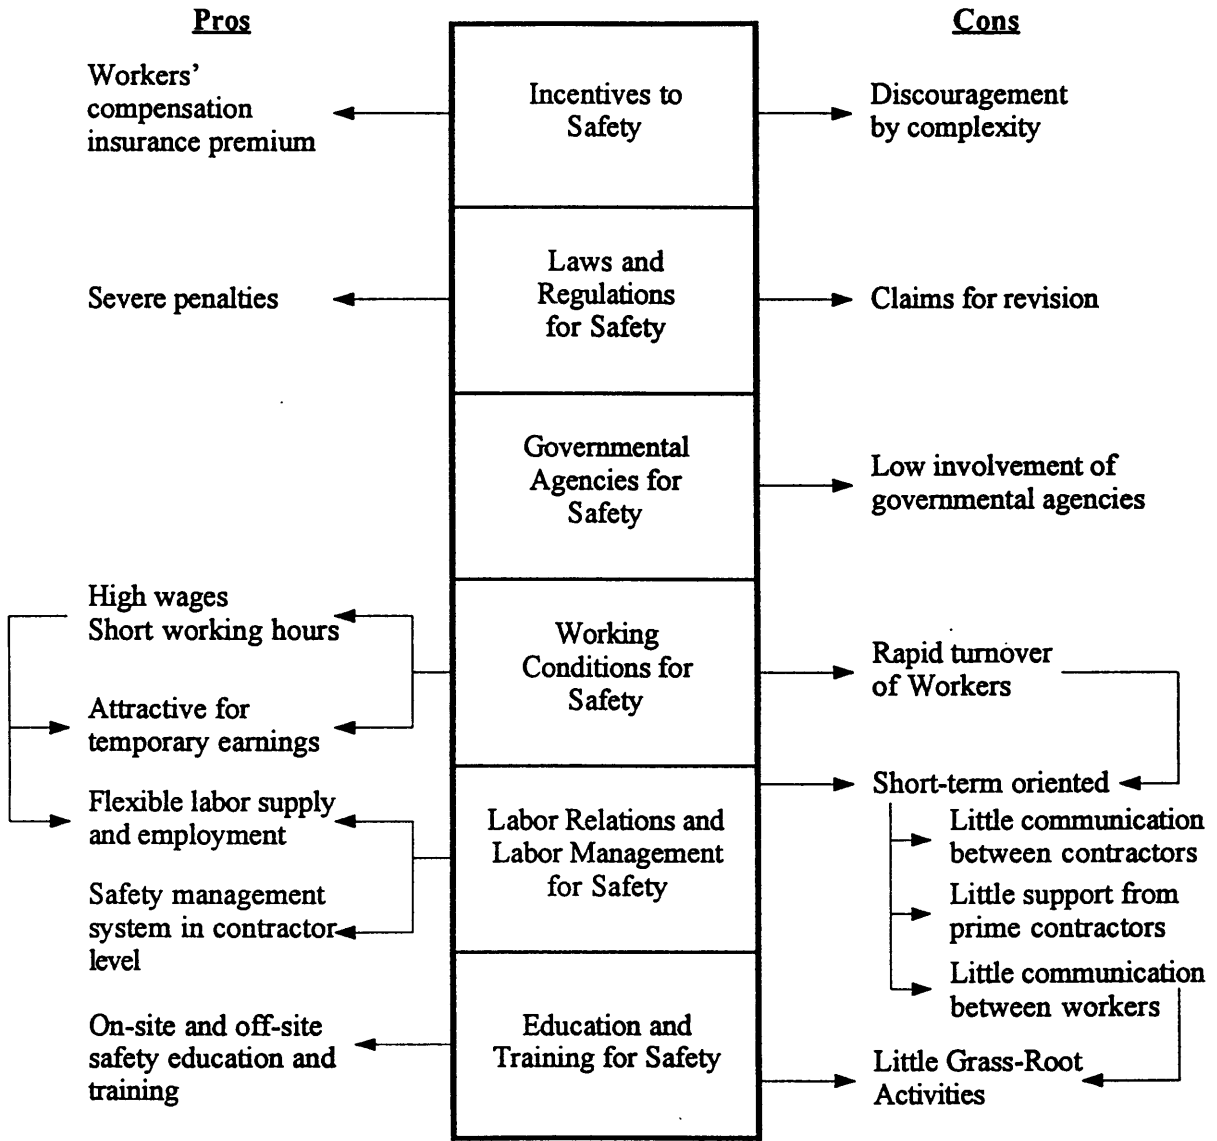 Pros
Cons
Workers'
compensation
insurance premium
Incentives to
Safety
Discouragement
by complexity
Severe penalties
Laws and
Regulations
for Safety
Claims for revision
Governmental
Agencies for
Safety
Low involvement of
governmental agencies
High wages
Short working hours
Attractive for
temporary earnings
Working
Conditions for
Safety
Rapid turnover
of Workers
Flexible labor supply
and employment
Safety management
system in contractor
level
Labor Relations and
Labor Management
for Safety
Short-term oriented
Little communication
between contractors
Little support from
prime contractors
Little communication
between workers
On-site and off-site
safety education and
training
Education and
Training for Safety
Little Grass-Root
Activities